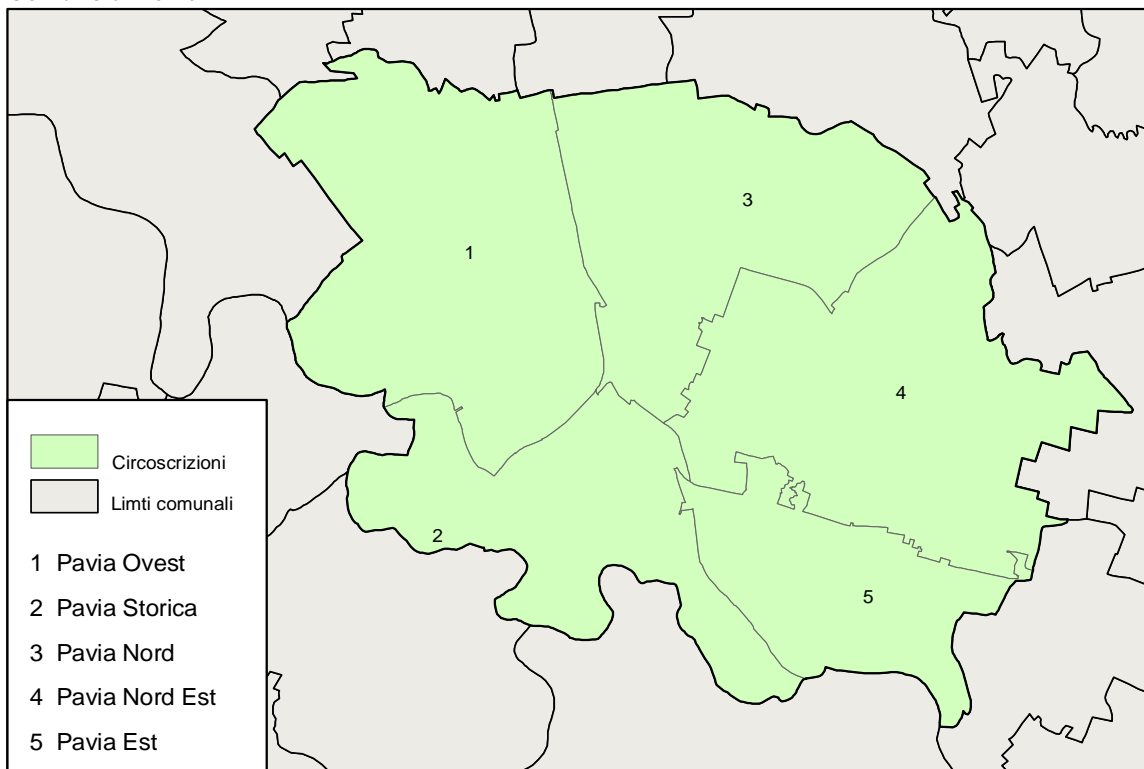 3
1
4
2
5
Circoscrizioni
Limti comunali
1 Pavia Ovest
2 Pavia Storica
3 Pavia Nord
4 Pavia Nord Est
5 Pavia Est